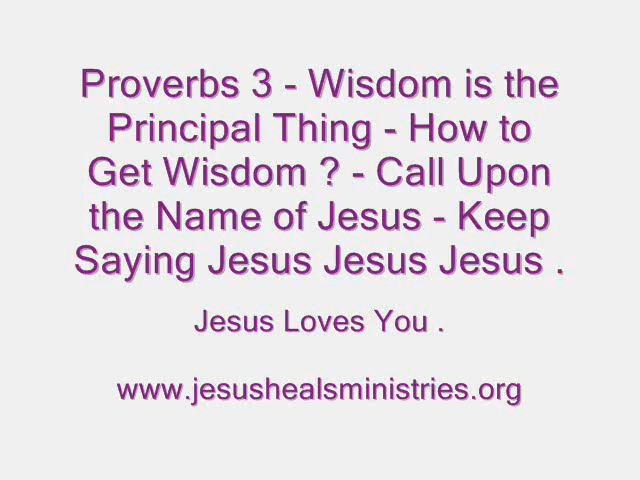 Proverbs 3 - Wisdom is the
Principal Thing - How to
Get Wisdom ? - Call Upon
the Name of Jesus - Keep
Saying Jesus Jesus Jesus .
Jesus Loves You .
www.jesushealsministries.org